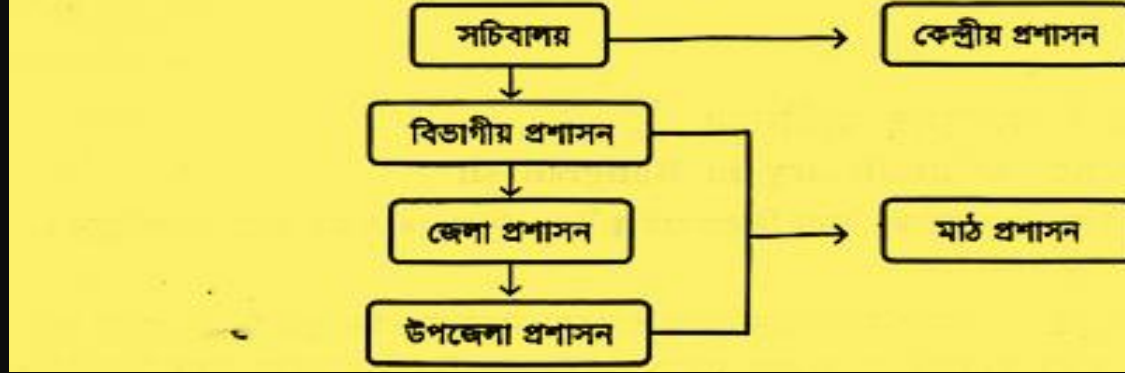 সচিবালয়
কেন্দ্রীয় প্রশাসন
বিভাগীয় প্রশাসন
জেলা প্রশাসন
মাঠ প্রশাসন
উপজেলা প্রশাসন